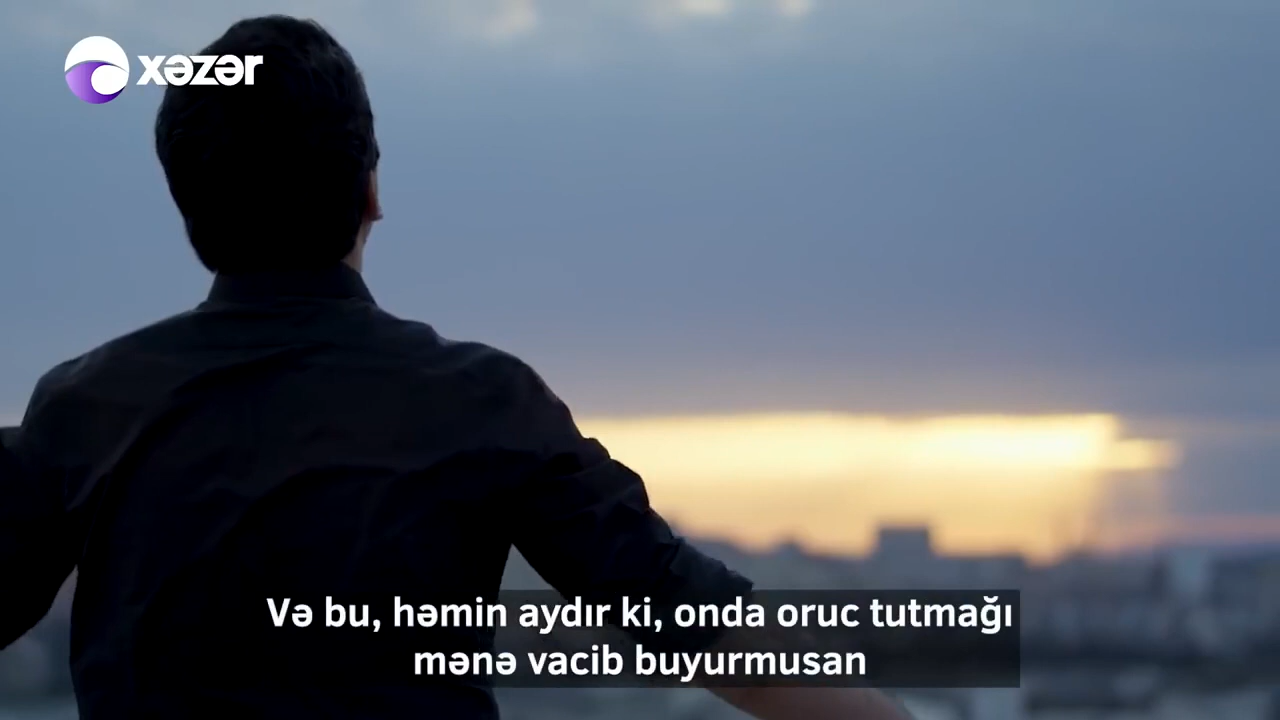 xəzər
Və bu, həmin aydır ki, onda oruc tutmağı
mənə vacib buyurmusan